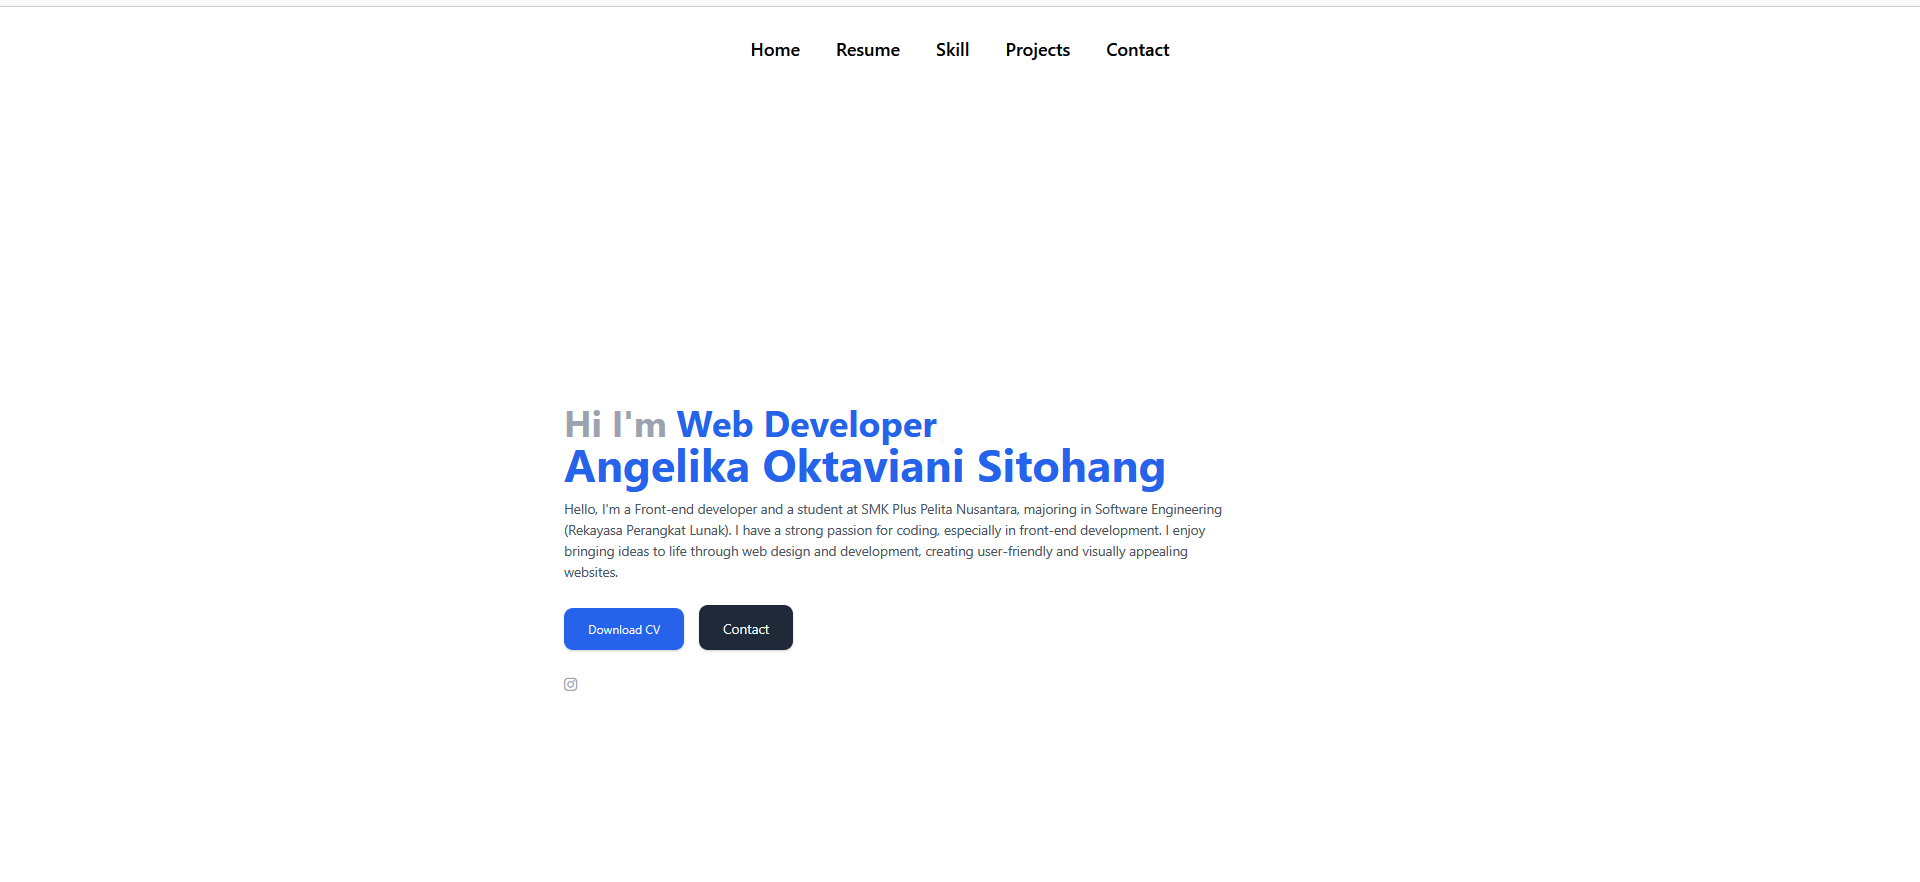 Home Resume Skill Projects Contact
Hi I'm Web Developer
Angelika Oktaviani Sitohang
Hello, I'm a Front-end developer and a student at SMK Plus Pelita Nusantara, majoring in Software Engineering
(Rekayasa Perangkat Lunak). I have a strong passion for coding, especially in front-end development. I enjoy
bringing ideas to life through web design and development, creating user-friendly and visually appealing
websites.
Download CV Contact